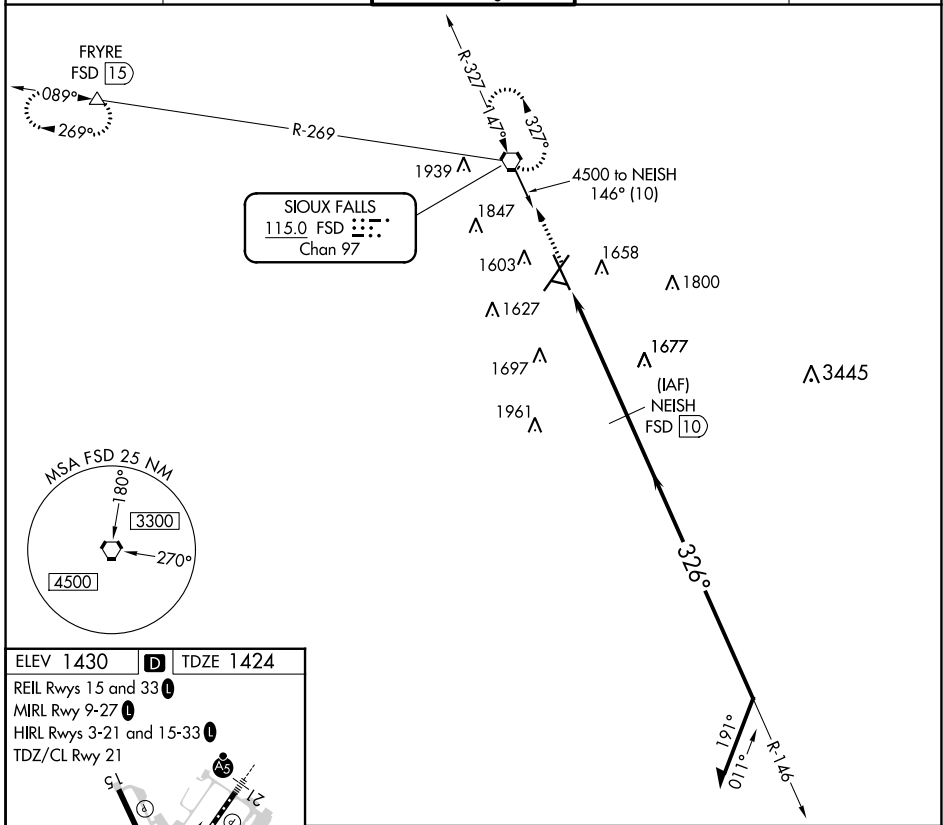 FRYRE
FSD 15
089°
269°
R-269
R-327
147°
327°
4500 to NEISH
146° (10)
SIOUX FALLS
115.0 FSD
Chan 97
1939
1847
1603
1658
1800
1627
1697
1677
3445
1961
(IAF)
NEISH
FSD 10
MSA FSD 25 NM
180°
3300
270°
4500
326°
191°
011°
R-146
ELEV 1430 D TDZE 1424
REIL Rwys 15 and 33 L
MIRL Rwy 9-27 L
HIRL Rwys 3-21 and 15-33 L
TDZ/CL Rwy 21
A5
21
P
P